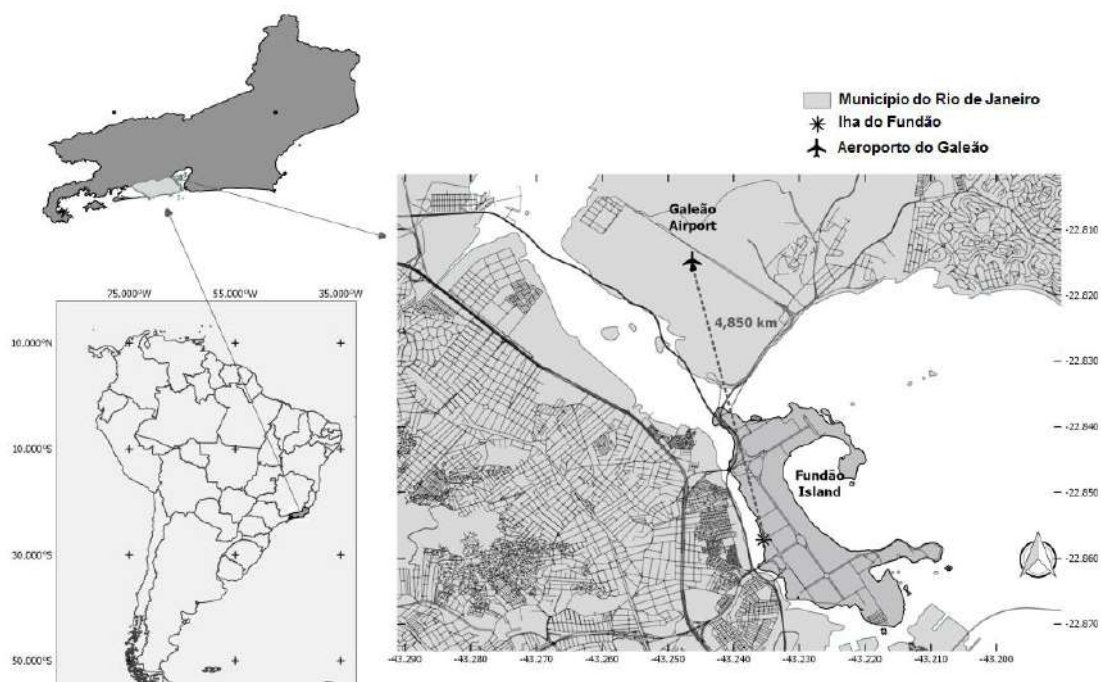 Município do Rio de Janeiro
Iha do Fundão
Aeroporto do Galeão
Galeão
Airport
4,850 km
Fundão
Island
-22.810
-22.820
-22.830
-22.840
-22.850
-22.860
-22.870
-43.290
-43.280
-43.270
-43.260
-43.246
-43.240
-43.230
-43.217
-43.210
-43.200
75.000°W
55.000°W
35.000°W
10.000°N
10.000°S
30.000°S
50.000°S